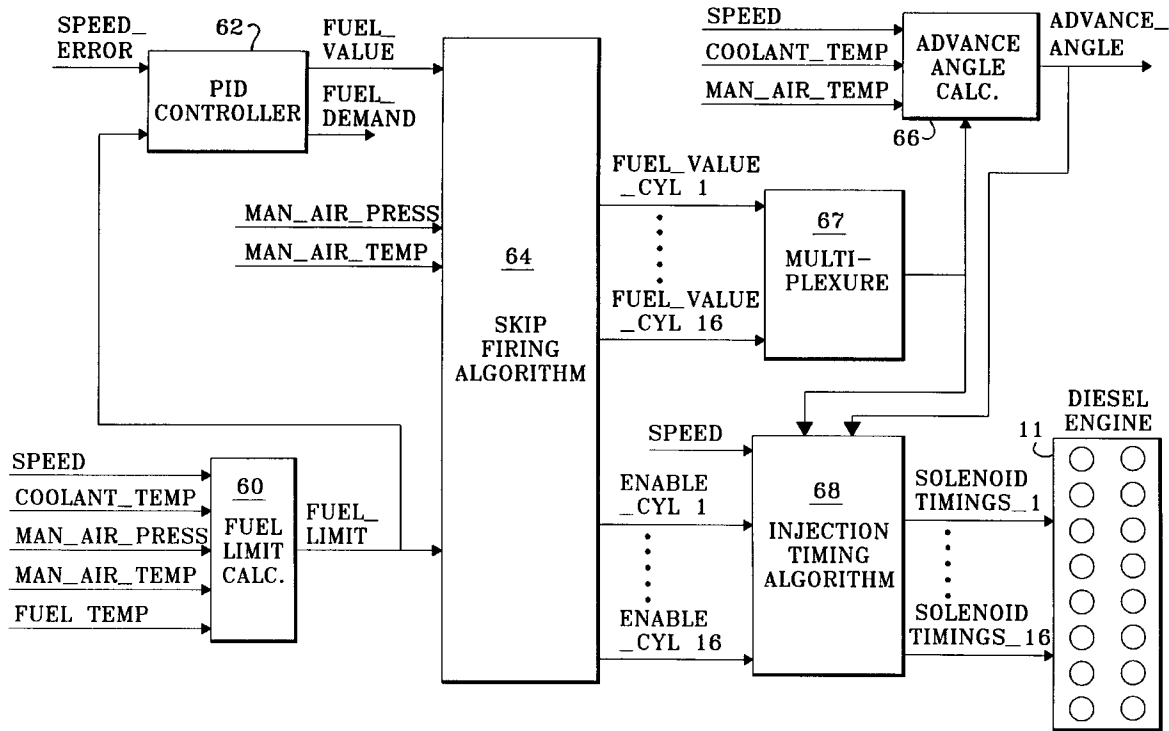 SPEED_
ERROR
62
PID
CONTROLLER
FUEL_
VALUE
FUEL_
DEMAND
MAN_AIR_PRESS
MAN_AIR_TEMP
64
SKIP
FIRING
ALGORITHM
SPEED
COOLANT_TEMP
MAN_AIR_TEMP
ADVANCE
ANGLE
CALC.
66
ADVANCE_
ANGLE
FUEL_VALUE
_CYL 1
FUEL_VALUE
_CYL 16
67
MULTI-
PLEXURE
SPEED
COOLANT_TEMP
MAN_AIR_PRESS
MAN_AIR_TEMP
FUEL TEMP
60
FUEL
LIMIT
CALC.
FUEL_
LIMIT
SPEED
ENABLE
_CYL 1
ENABLE
_CYL 16
68
INJECTION
TIMING
ALGORITHM
SOLENOID
TIMINGS_1
SOLENOID
TIMINGS_16
DIESEL
ENGINE
11